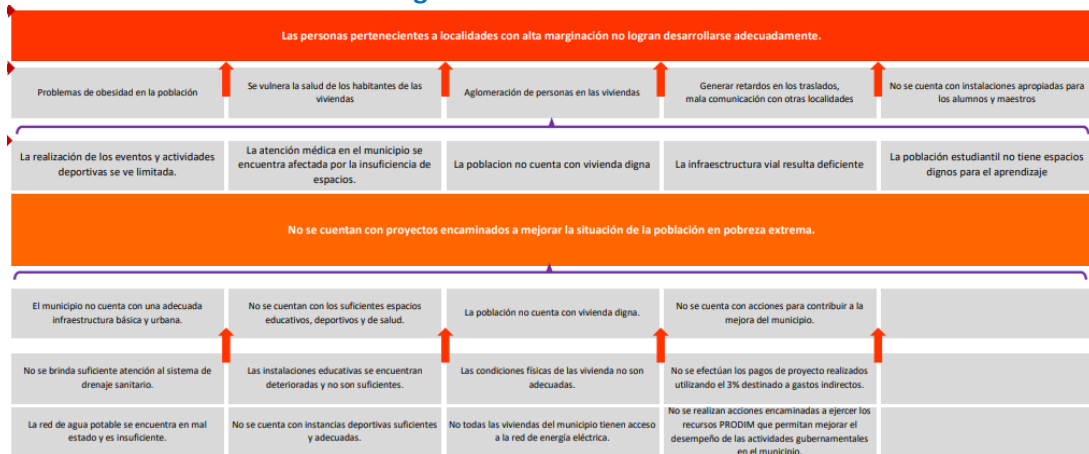 Las personas pertenecientes a localidades con alta marginación no logran desarrollarse adecuadamente.
Problemas de obesidad en la población
Se vulnera la salud de los habitantes de las
viviendas
Aglomeración de personas en las viviendas
Generar retardos en los traslados,
mala comunicación con otras localidades
No se cuenta con instalaciones apropiadas para
los alumnos y maestros
La realización de los eventos y actividades
deportivas se ve limitada.
La atención médica en el municipio se
encuentra afectada por la insuficiencia de
espacios.
La poblacion no cuenta con vivienda digna
La infraesctructura vial resulta deficiente
La población estudiantil no tiene espacios
dignos para el aprendizaje
No se cuentan con proyectos encaminados a mejorar la situación de la población en pobreza extrema.
El municipio no cuenta con una adecuada
infraestructura básica y urbana.
No se cuentan con los suficientes espacios
educativos, deportivos y de salud.
La población no cuenta con vivienda digna.
No se cuenta con acciones para contribuir a la
mejora del municipio.
No se brinda suficiente atención al sistema de
drenaje sanitario.
Las instalaciones educativas se encuentran
deterioradas y no son suficientes.
Las condiciones físicas de las vivienda no son
adecuadas.
No se efectúan los pagos de proyecto realizados
utilizando el 3% destinado a gastos indirectos.
La red de agua potable se encuentra en mal
estado y es insuficiente.
No se cuenta con instancias deportivas suficientes
y adecuadas.
No todas las viviendas del municipio tienen acceso
a la red de energía eléctrica.
No se realizan acciones encaminadas a ejercer los
recursos PRODIM que permitan mejorar el
desempeño de las actividades gubernamentales
en el municipio.